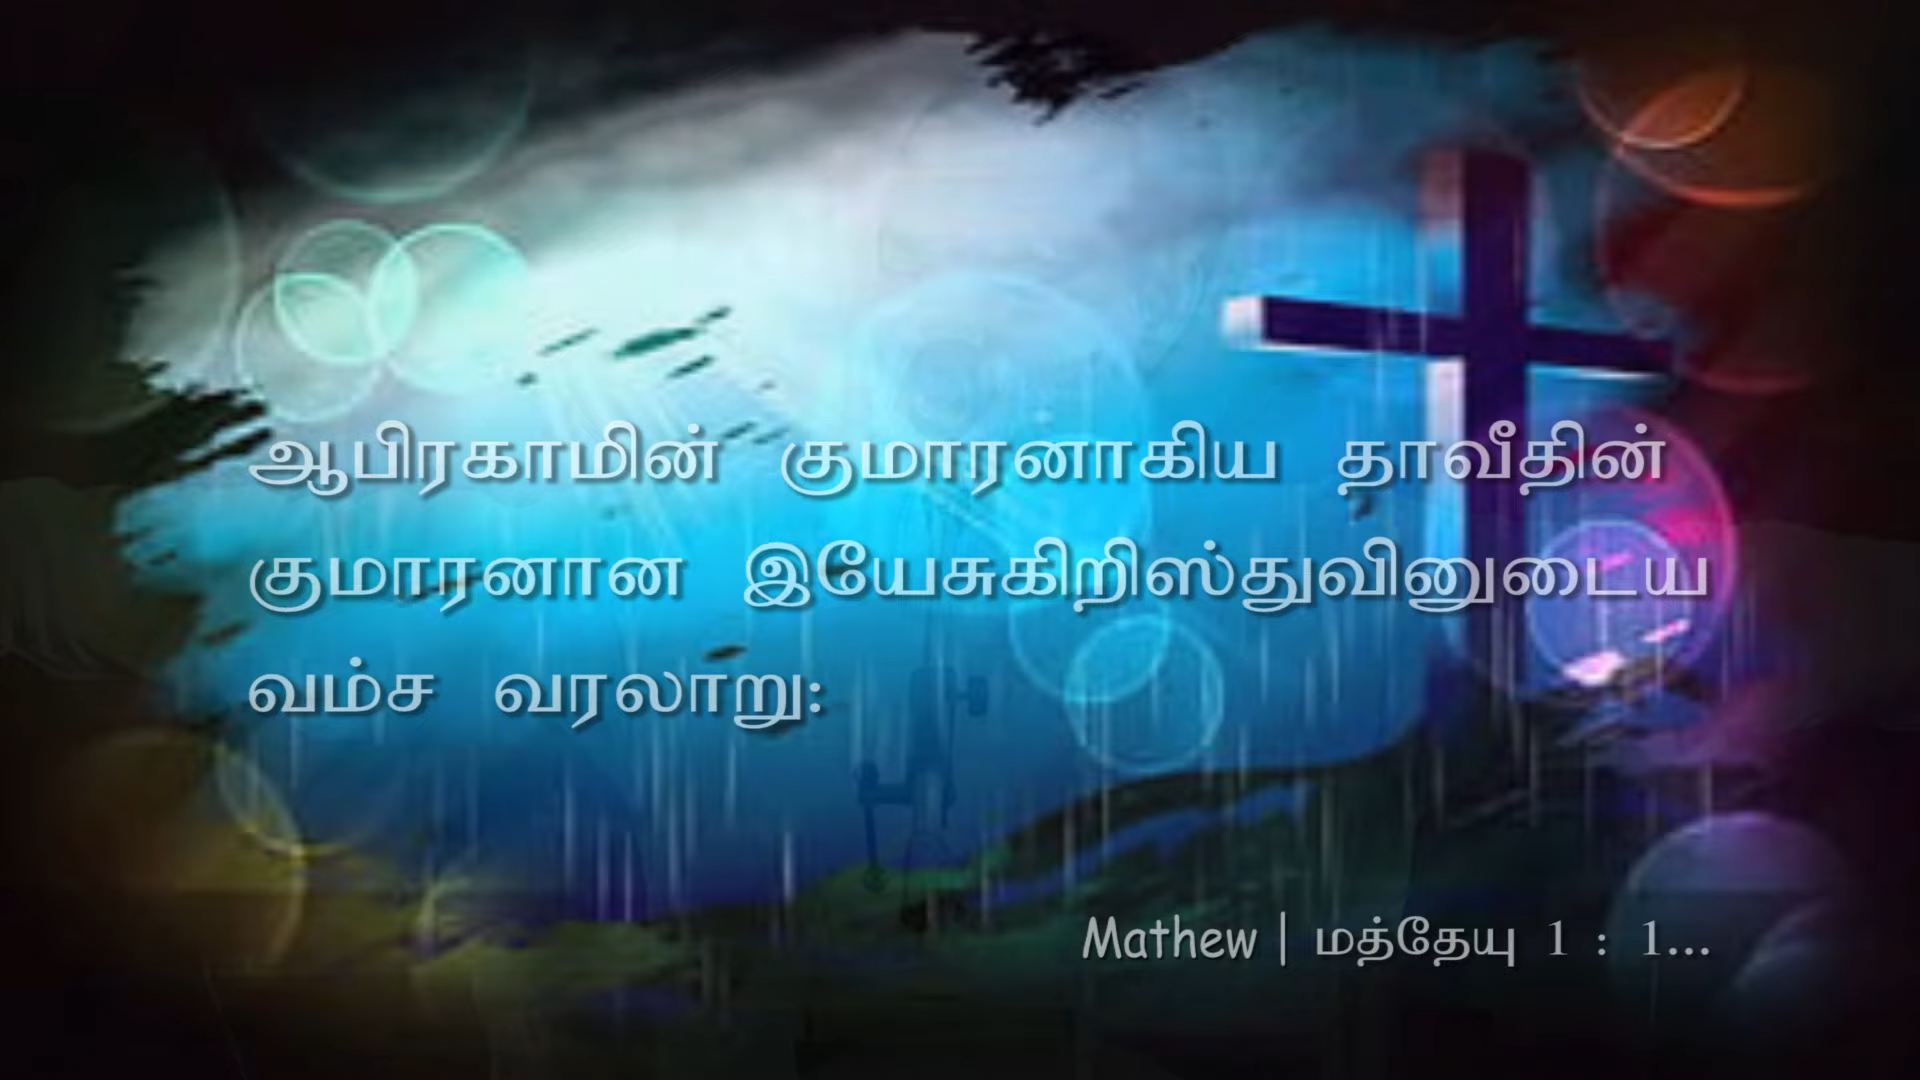 ஆபிரகாமின் குமாரனாகிய தாவீதின்
குமாரனான இயேசுகிறிஸ்துவினுடைய
வம்ச வரலாறு:
Mathew | மத்தேயு 1 : 1...